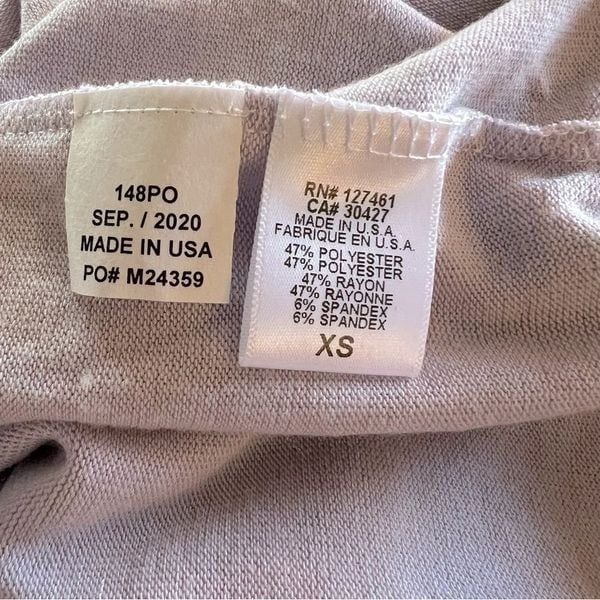 148PO
SEP. / 2020
MADE IN USA
PO# M24359
RN# 127461
CA# 30427
MADE IN U.S.A.
FABRIQUE EN U.S.A.
47% POLYESTER
47% POLYESTER
47% RAYON
47% RAYONNE
6% SPANDEX
6% SPANDEX
XS